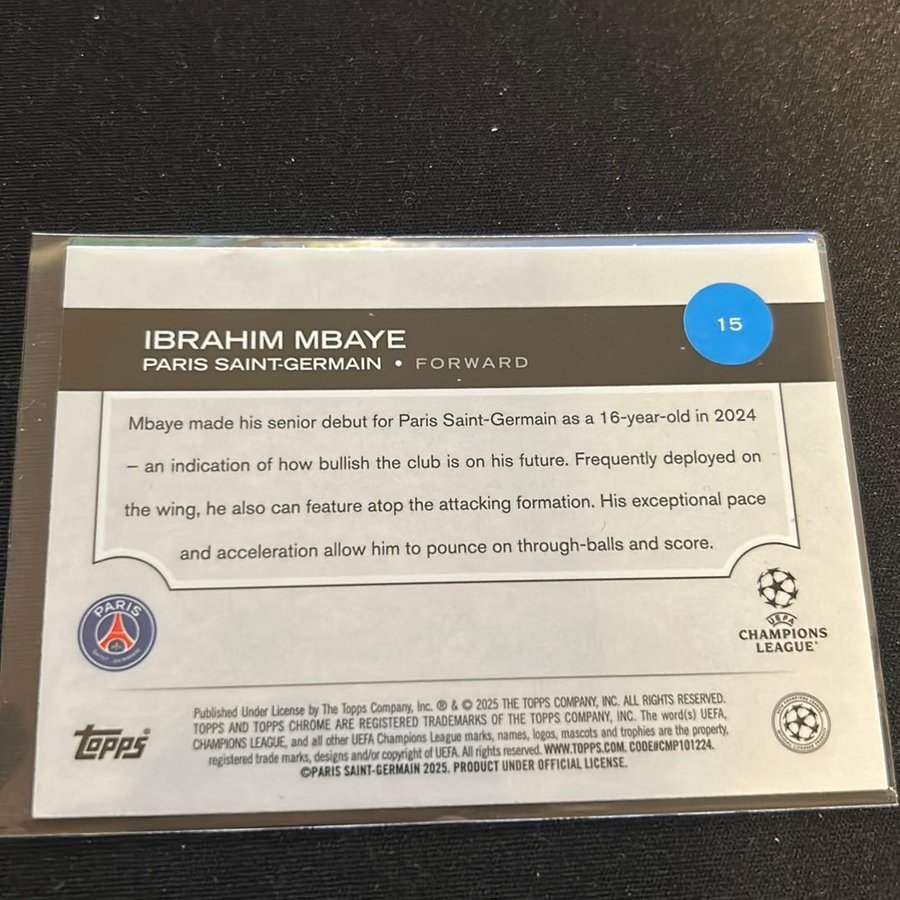 15
IBRAHIM MBAYE
PARIS SAINT-GERMAIN • FORWARD
Mbaye made his senior debut for Paris Saint-Germain as a 16-year-old in 2024
– an indication of how bullish the club is on his future. Frequently deployed on
the wing, he also can feature atop the attacking formation. His exceptional pace
and acceleration allow him to pounce on through-balls and score.
PARIS
SAINT-GERMAIN
UEFA
CHAMPIONS
LEAGUE®
topps®
Published Under License by The Topps Company, Inc. ® & © 2025 THE TOPPS COMPANY, INC. ALL RIGHTS RESERVED.
TOPPS AND TOPPS CHROME ARE REGISTERED TRADEMARKS OF THE TOPPS COMPANY, INC. The word(s) UEFA,
CHAMPIONS LEAGUE, and all other UEFA Champions League marks, names, logos, mascots and trophies are the property,
registered trade marks, designs and/or copyright of UEFA. All rights reserved. WWW.TOPPS.COM. CODE#CMP101224.
©PARIS SAINT-GERMAIN 2025. PRODUCT UNDER OFFICIAL LICENSE.